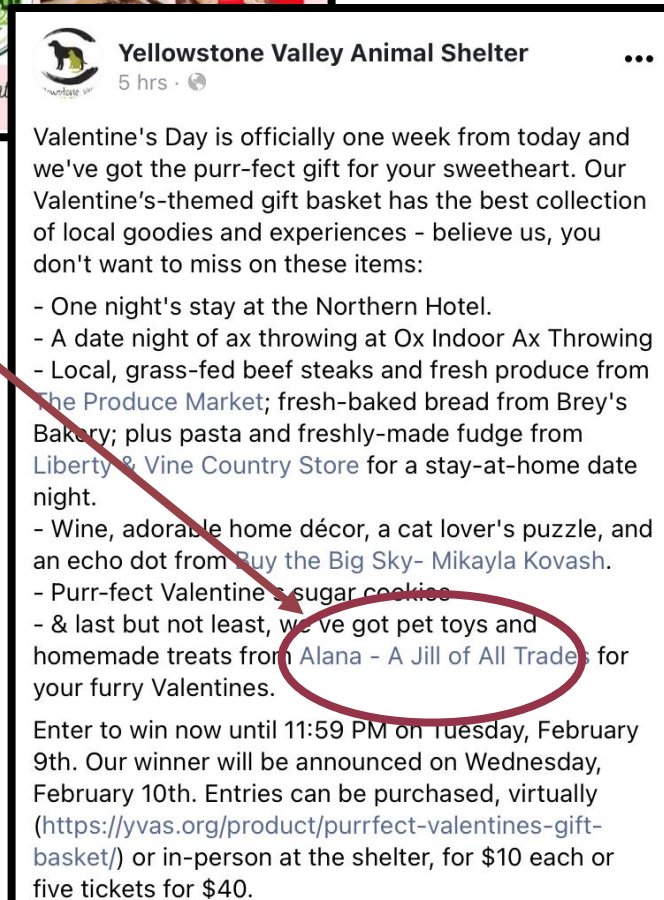 Yellowstone Valley Animal Shelter
5 hrs ·
Valentine's Day is officially one week from today and
we've got the purr-fect gift for your sweetheart. Our
Valentine's-themed gift basket has the best collection
of local goodies and experiences - believe us, you
don't want to miss on these items:
- One night's stay at the Northern Hotel.
- A date night of ax throwing at Ox Indoor Ax Throwing
- Local, grass-fed beef steaks and fresh produce from
The Produce Market; fresh-baked bread from Brey's
Bakery; plus pasta and freshly-made fudge from
Liberty & Vine Country Store for a stay-at-home date
night.
- Wine, adorable home décor, a cat lover's puzzle, and
an echo dot from Buy the Big Sky- Mikayla Kovash.
- Purr-fect Valentine's sugar cookies
- & last but not least, we've got pet toys and
homemade treats from Alana - A Jill of All Trades for
your furry Valentines.
Enter to win now until 11:59 PM on Tuesday, February
9th. Our winner will be announced on Wednesday,
February 10th. Entries can be purchased, virtually
(https://yvas.org/product/purrfect-valentines-gift-
basket/) or in-person at the shelter, for $10 each or
five tickets for $40.